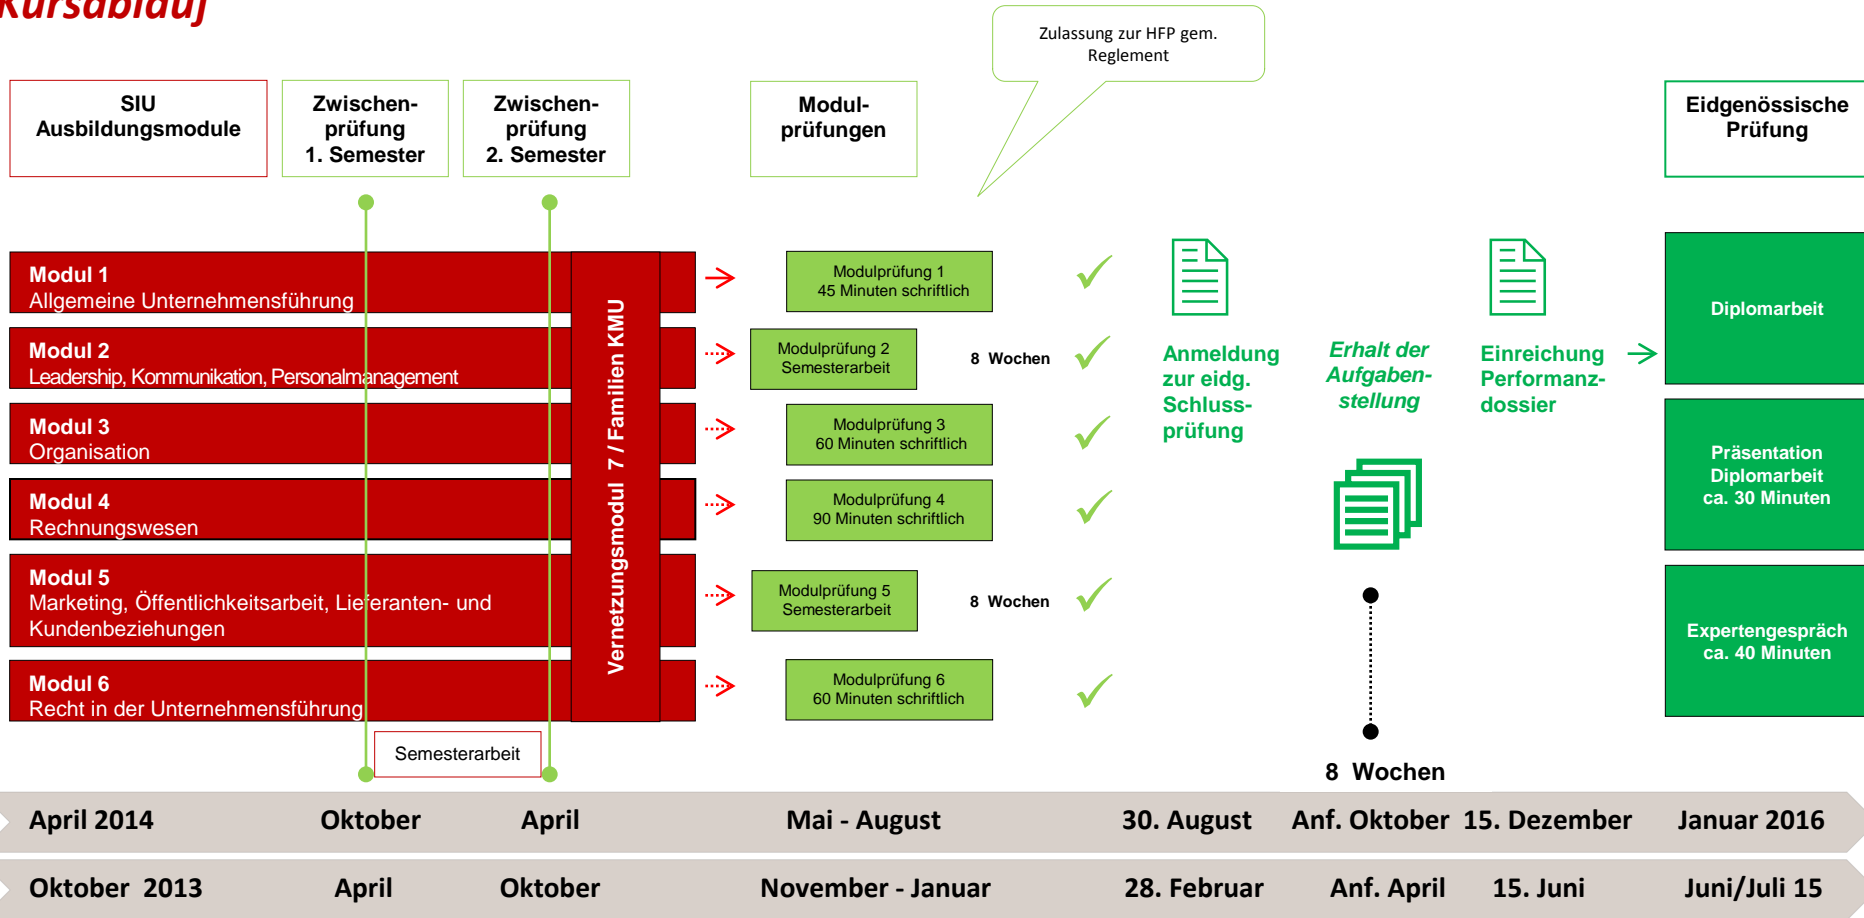 Kursablauf
Zulassung zur HFP gem.
Reglement
SIU
Ausbildungsmodule
Zwischen-
prüfung
1. Semester
Zwischen-
prüfung
2. Semester
Modul-
prüfungen
Eidgenössische
Prüfung
Modul 1
Allgemeine Unternehmensführung
Modul 2
Leadership, Kommunikation, Personalmanagement
Modul 3
Organisation
Modul 4
Rechnungswesen
Modul 5
Marketing, Öffentlichkeitsarbeit, Lieferanten- und
Kundenbeziehungen
Modul 6
Recht in der Unternehmensführung
Vernetzungsmodul 7 / Familien KMU
Semesterarbeit
Modulprüfung 1
45 Minuten schriftlich
Modulprüfung 2
Semesterarbeit
8 Wochen
Modulprüfung 3
60 Minuten schriftlich
Modulprüfung 4
90 Minuten schriftlich
Modulprüfung 5
Semesterarbeit
8 Wochen
Modulprüfung 6
60 Minuten schriftlich
Anmeldung
zur eidg.
Schluss-
prüfung
Erhalt der
Aufgaben-
stellung
8 Wochen
Einreichung
Performanz-
dossier
Diplomarbeit
Präsentation
Diplomarbeit
ca. 30 Minuten
Expertengespräch
ca. 40 Minuten
April 2014 Oktober April Mai - August 30. August Anf. Oktober 15. Dezember Januar 2016
Oktober 2013 April Oktober November - Januar 28. Februar Anf. April 15. Juni Juni/Juli 15